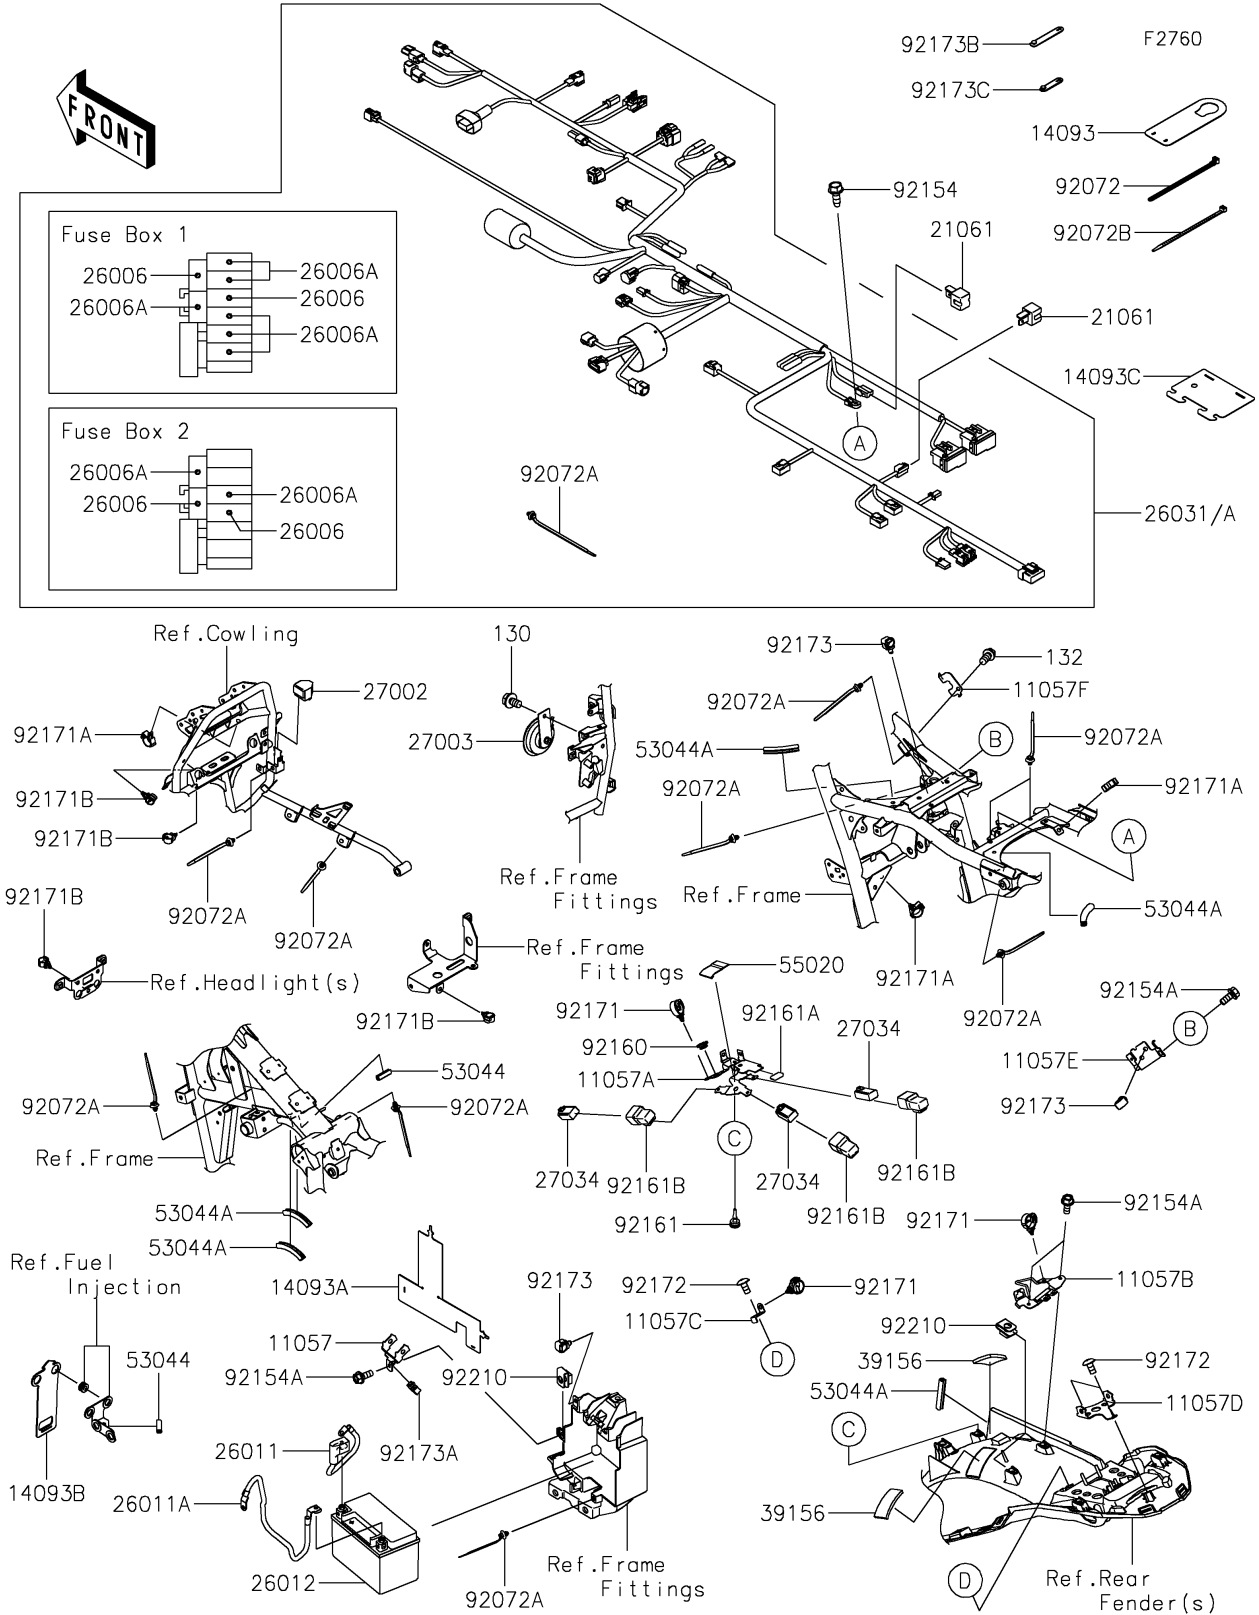 F2760
92173B
92173C
14093
92072
92072B
FRONT
92154
21061
21061
14093C
Fuse Box 1
26006
26006A
26006A
26006
26006A
Fuse Box 2
26006A
26006
26006A
26006
A
92072A
26031/A
Ref.Cowling
27002
92171A
92171B
92171B
92072A
92072A
130
27003
Ref.Frame
Fittings
92173
132
11057F
92072A
53044A
92072A
B
92072A
92171A
A
Ref.Frame
53044A
92171A
92072A
92171B
Ref.Headlight(s)
Ref.Frame
Fittings
92171B
55020
92171
92161A
92160
27034
11057A
C
27034
92161B
27034
92161B
92161B
92161
92154A
B
11057E
92173
53044
92072A
92072A
Ref.Frame
53044A
53044A
Ref.Fuel
Injection
53044
14093B
14093A
92173
11057
92154A
92210
92173A
26011
26011A
26012
92072A
Ref.Frame
Fittings
92172
92171
11057C
D
92171
92154A
11057B
92210
39156
92172
53044A
11057D
C
39156
D
Ref.Rear
Fender(s)